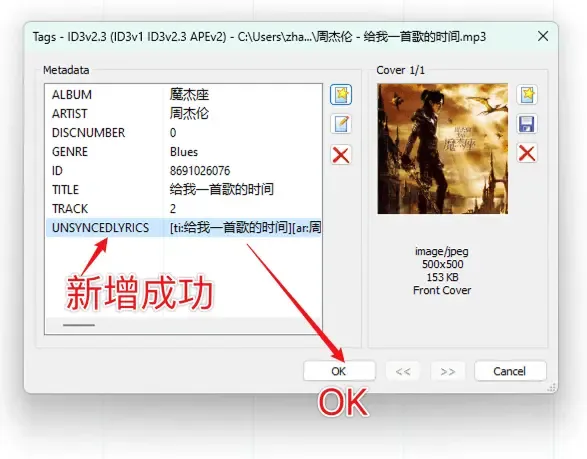 Tags - ID3v2.3 (ID3v1 ID3v2.3 APEv2) - C:\Users\zha...\周杰伦 - 给我一首歌的时间.mp3
Metadata
ALBUM 魔杰座
ARTIST 周杰伦
DISCNUMBER 0
GENRE Blues
ID 8691026076
TITLE 给我一首歌的时间
TRACK 2
UNSYNCEDLYRICS [ti:给我一首歌的时间][ar:周
新增成功
Cover 1/1
魔杰座
image/jpeg
500x500
153 KB
Front Cover
OK
<<
>>
Cancel
OK